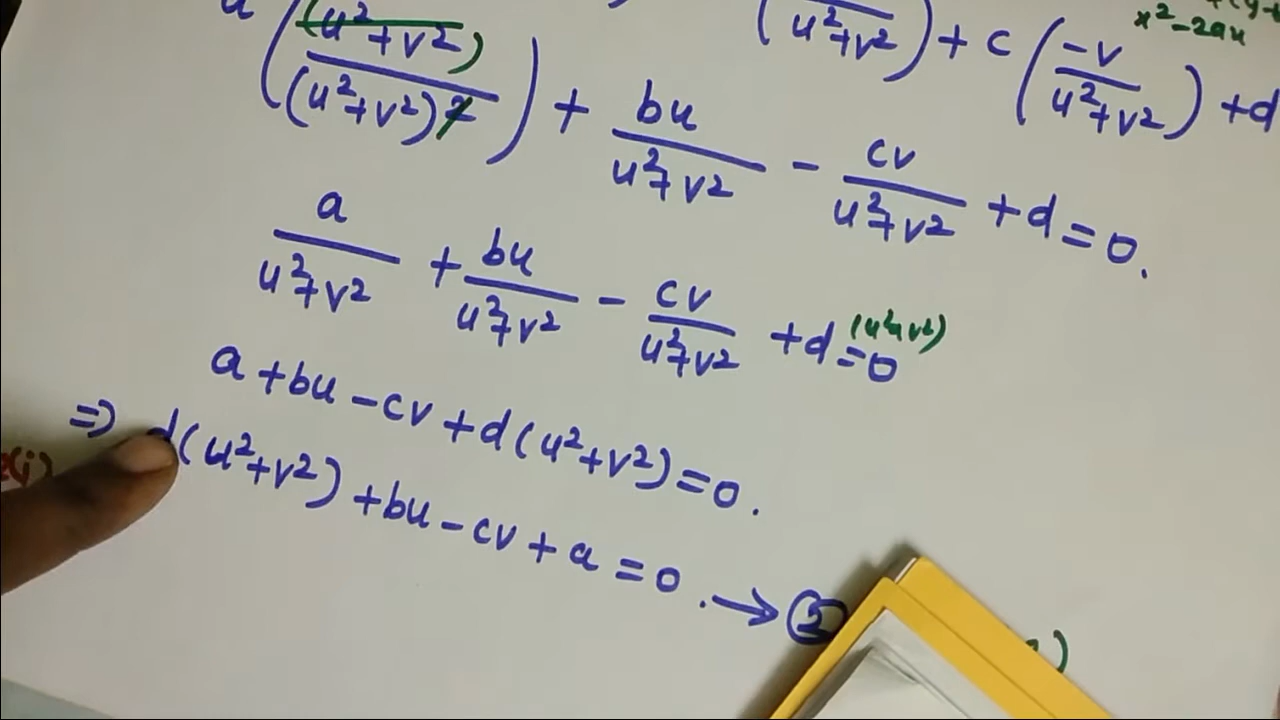 x² - 2ax
a ( (u²+v²) / (u²+v²)² ) + bu / u²+v² - cv / u²+v² + d = 0.
u²+v² ) + c ( -v / u²+v² ) + d
a / u²+v² + bu / u²+v² - cv / u²+v² + d = 0 (u²+v²)
a + bu - cv + d(u²+v²) = 0.
⇒ d(u²+v²) + bu - cv + a = 0. → ②